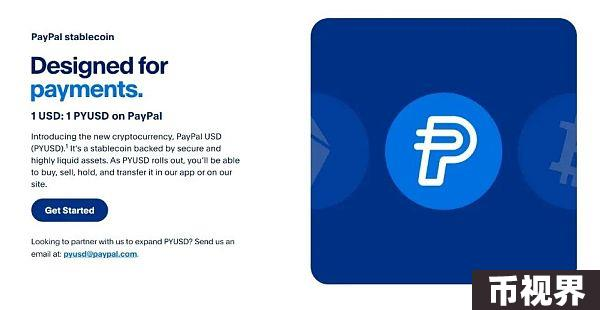 PayPal stablecoin
Designed for
payments.
1 USD: 1 PYUSD on PayPal
Introducing the new cryptocurrency, PayPal USD
(PYUSD).¹ It's a stablecoin backed by secure and
highly liquid assets. As PYUSD rolls out, you'll be able
to buy, sell, hold, and transfer it in our app or on our
site.
Get Started
Looking to partner with us to expand PYUSD? Send us an
email at: pyusd@paypal.com.
币视界